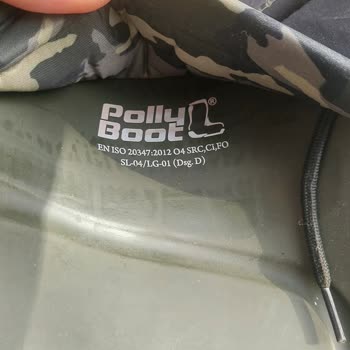 Polly
Boot ®
EN ISO 20347:2012 O4 SRC,CI,FO
SL-04/LG-01 (Dsg. D)